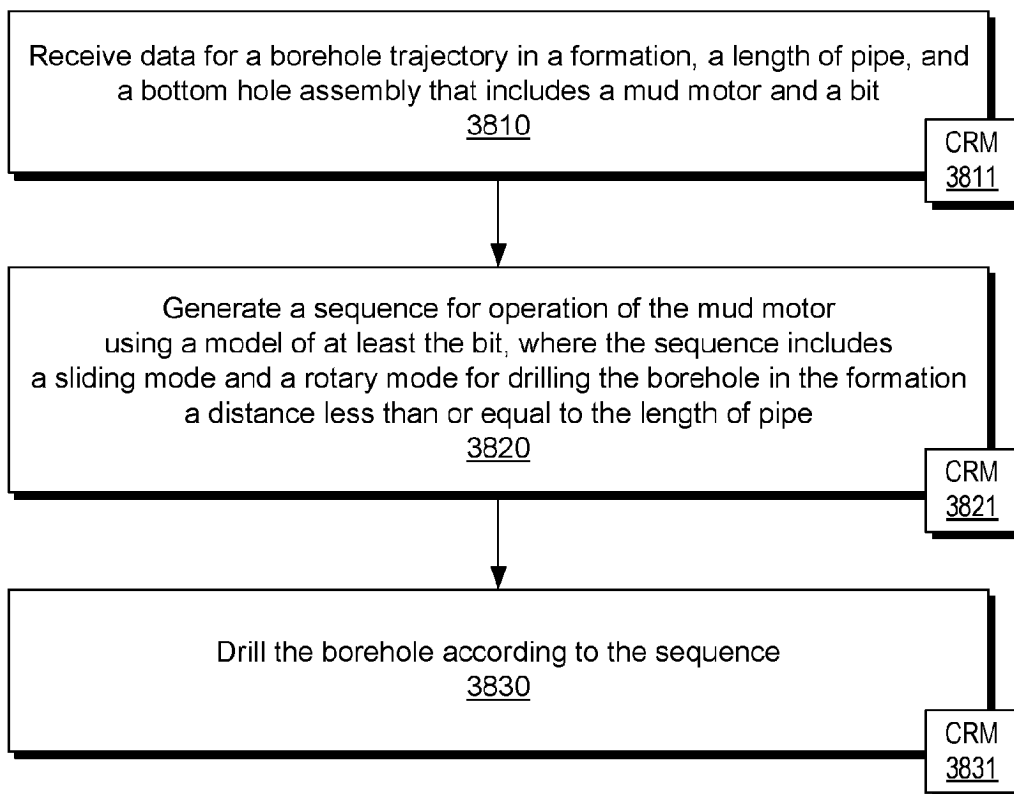 Receive data for a borehole trajectory in a formation, a length of pipe, and
a bottom hole assembly that includes a mud motor and a bit
3810
CRM
3811
Generate a sequence for operation of the mud motor
using a model of at least the bit, where the sequence includes
a sliding mode and a rotary mode for drilling the borehole in the formation
a distance less than or equal to the length of pipe
3820
CRM
3821
Drill the borehole according to the sequence
3830
CRM
3831